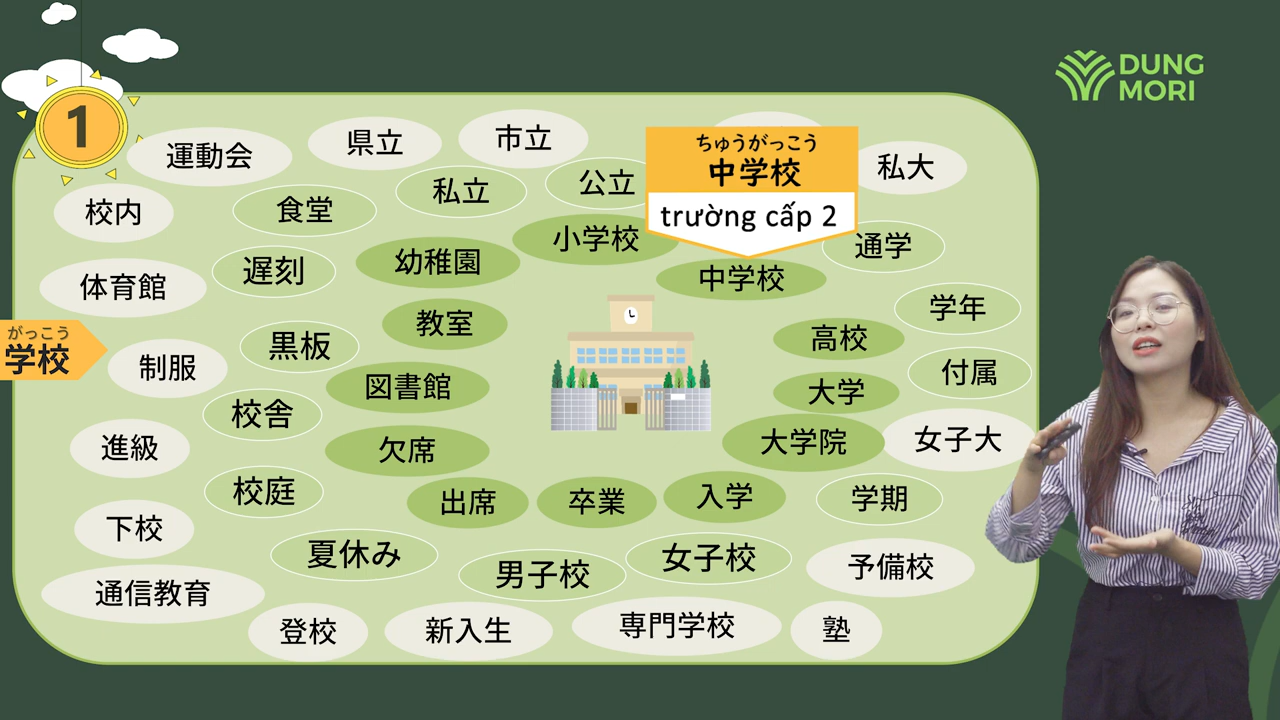 DUNG
MORI
1
運動会
県立
市立
ちゅうがっこう
中学校
trường cấp 2
私大
校内
食堂
私立
公立
小学校
通学
体育館
遅刻
幼稚園
中学校
学年
がっこう
学校
制服
黒板
教室
高校
付属
図書館
大学
校舎
進級
欠席
大学院
女子大
校庭
出席
卒業
入学
学期
下校
夏休み
男子校
女子校
予備校
通信教育
登校
新入生
専門学校
塾